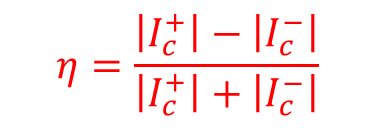 η = (|I_c^+| − |I_c^−|) / (|I_c^+| + |I_c^−|)